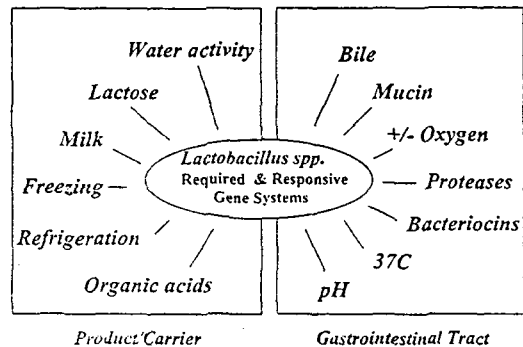 Water activity
Lactose
Milk
Freezing
Refrigeration
Organic acids
Lactobacillus spp.
Required & Responsive
Gene Systems
Bile
Mucin
+/- Oxygen
Proteases
Bacteriocins
37C
pH
Product/Carrier
Gastrointestinal Tract